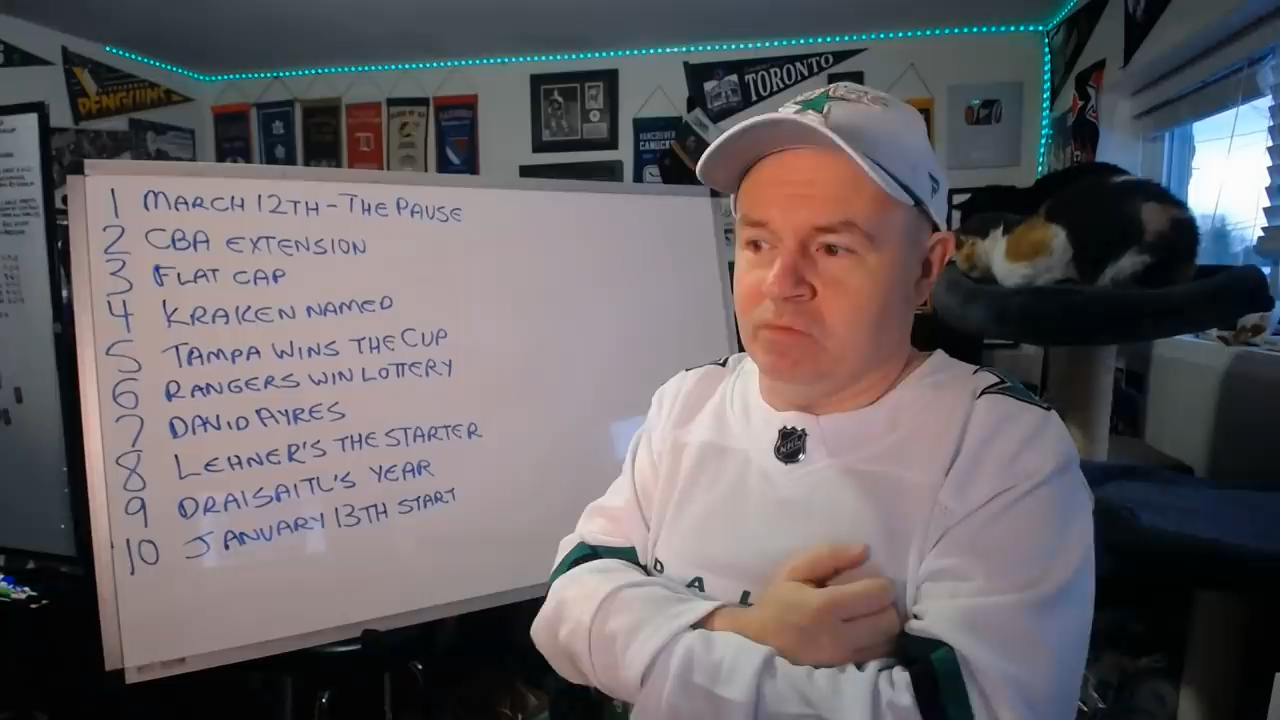 PENGUINS
TORONTO
VANCOUVER
CANUCKS
1 MARCH 12TH - THE PAUSE
2 CBA EXTENSION
3 FLAT CAP
4 KRAKEN NAMED
5 TAMPA WINS THE CUP
6 RANGERS WIN LOTTERY
7 DAVID AYRES
8 LEHNER'S THE STARTER
9 DRAISAITL'S YEAR
10 JANUARY 13TH START
NHL
DAL